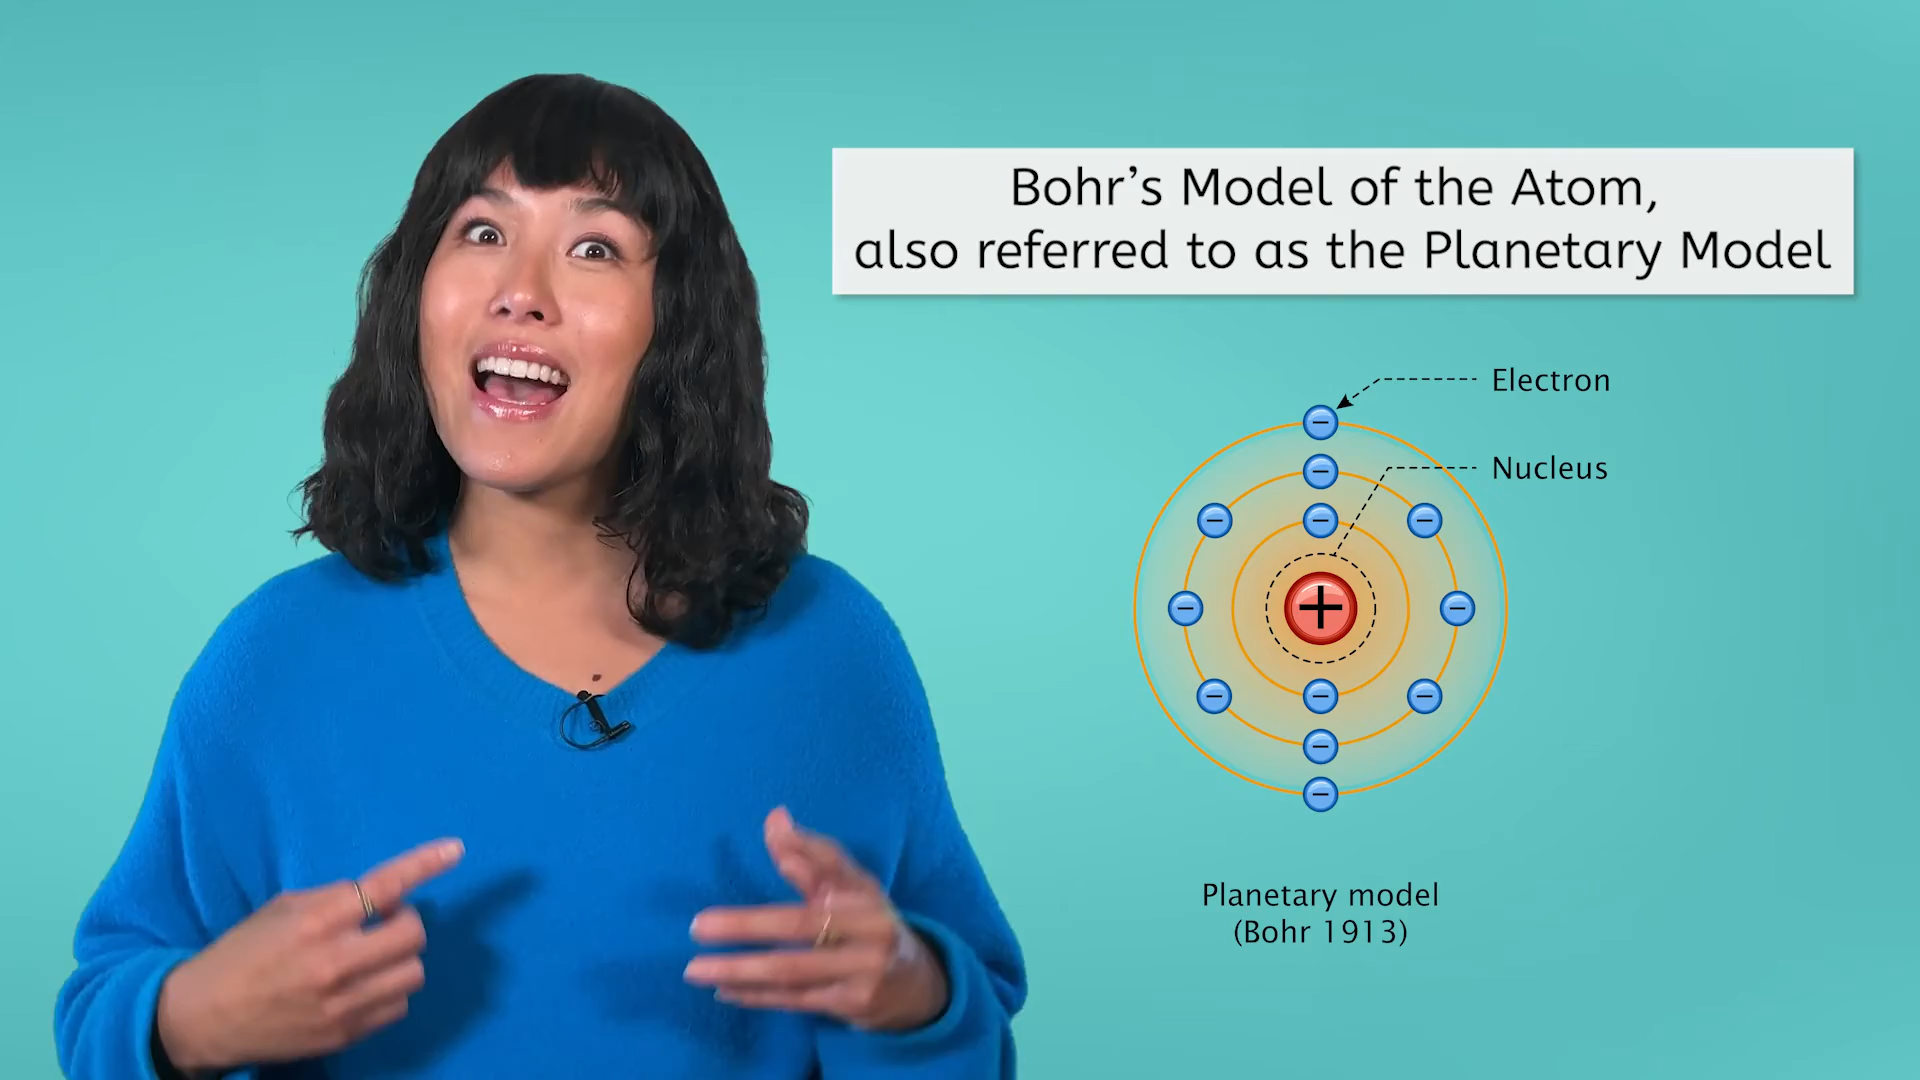 Bohr’s Model of the Atom,
also referred to as the Planetary Model
Electron
Nucleus
Planetary model
(Bohr 1913)